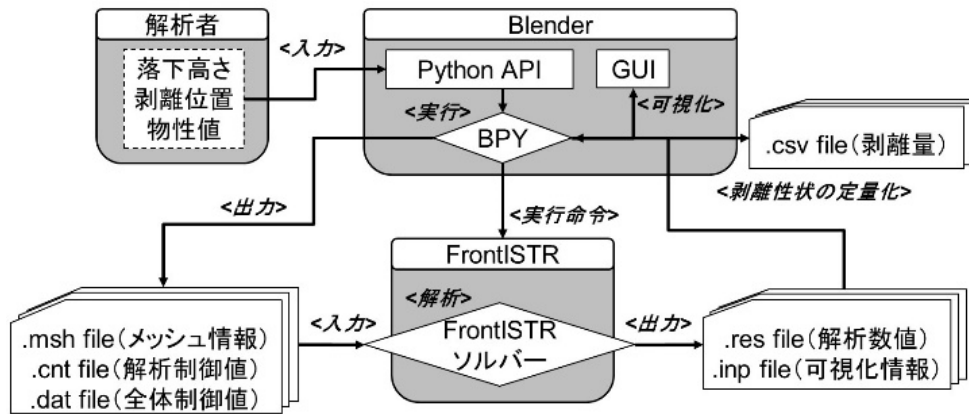 解析者
落下高さ
剥離位置
物性値
<入力>
Blender
Python API
GUI
<実行>
<可視化>
BPY
.csv file(剥離量)
<剥離性状の定量化>
<出力>
<実行命令>
FrontISTR
<解析>
FrontISTR
ソルバー
.msh file(メッシュ情報)
.cnt file(解析制御値)
.dat file(全体制御値)
<入力>
<出力>
.res file(解析数値)
.inp file(可視化情報)